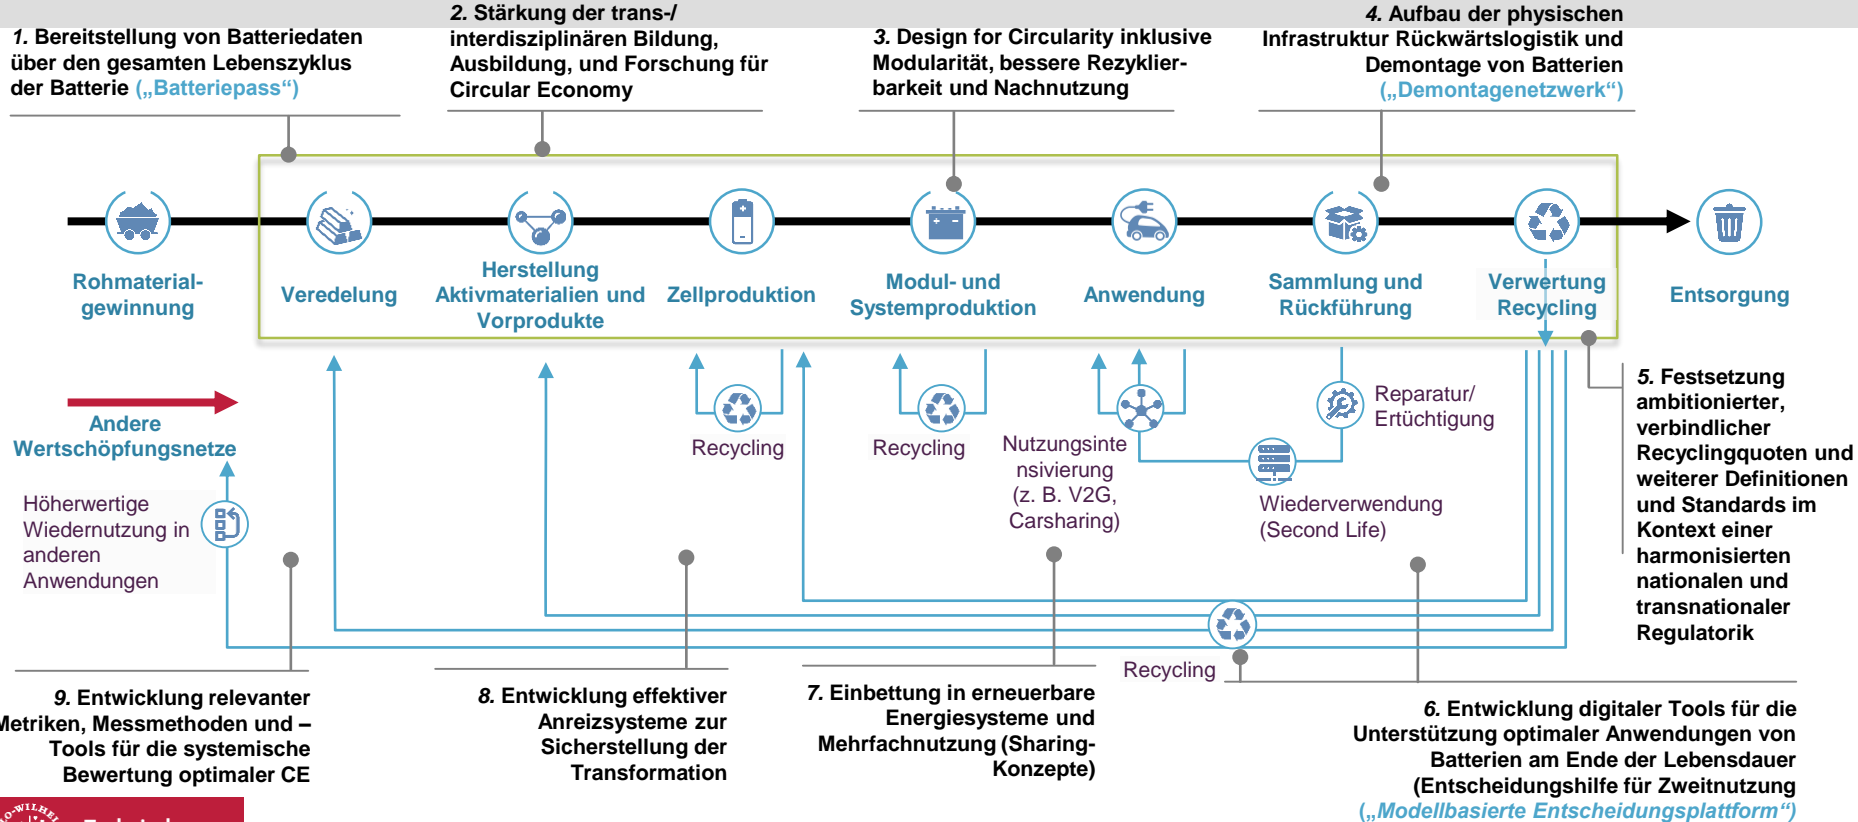 1. Bereitstellung von Batteriedaten
über den gesamten Lebenszyklus
der Batterie („Batteriepass“)
2. Stärkung der trans-/
interdisziplinären Bildung,
Ausbildung, und Forschung für
Circular Economy
3. Design for Circularity inklusive
Modularität, bessere Rezyklier-
barkeit und Nachnutzung
4. Aufbau der physischen
Infrastruktur Rückwärtslogistik und
Demontage von Batterien
(„Demontagenetzwerk“)
Rohmaterial-
gewinnung
Veredelung
Herstellung
Aktivmaterialien und
Vorprodukte
Zellproduktion
Modul- und
Systemproduktion
Anwendung
Sammlung und
Rückführung
Verwertung
Recycling
Entsorgung
Andere
Wertschöpfungsnetze
Höherwertige
Wiedernutzung in
anderen
Anwendungen
Recycling
Recycling
Nutzungsinte
nsivierung
(z. B. V2G,
Carsharing)
Reparatur/
Ertüchtigung
Wiederverwendung
(Second Life)
5. Festsetzung
ambitionierter,
verbindlicher
Recyclingquoten und
weiterer Definitionen
und Standards im
Kontext einer
harmonisierten
nationalen und
transnationaler
Regulatorik
Recycling
9. Entwicklung relevanter
Metriken, Messmethoden und –
Tools für die systemische
Bewertung optimaler CE
8. Entwicklung effektiver
Anreizsysteme zur
Sicherstellung der
Transformation
7. Einbettung in erneuerbare
Energiesysteme und
Mehrfachnutzung (Sharing-
Konzepte)
6. Entwicklung digitaler Tools für die
Unterstützung optimaler Anwendungen von
Batterien am Ende der Lebensdauer
(Entscheidungshilfe für Zweitnutzung
(„Modellbasierte Entscheidungsplattform“)